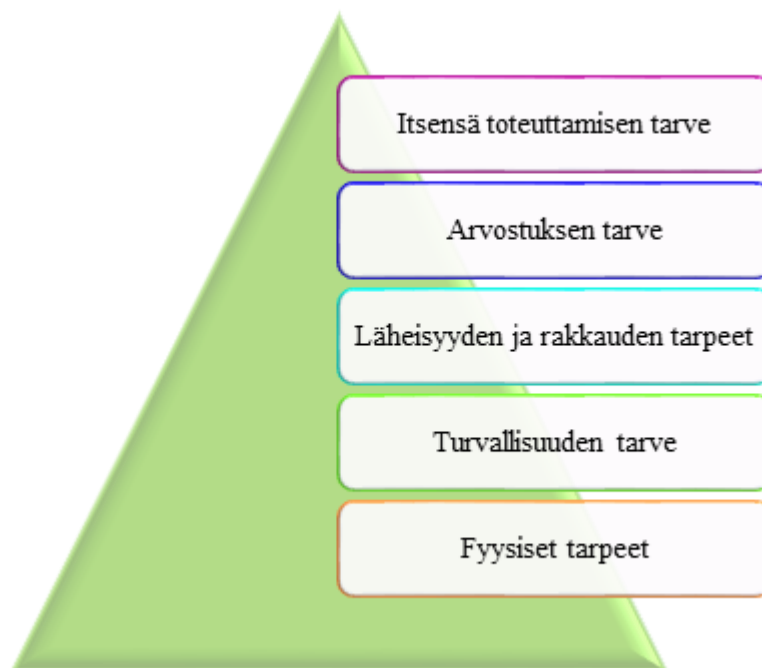 Itsensä toteuttamisen tarve
Arvostuksen tarve
Läheisyyden ja rakkauden tarpeet
Turvallisuuden tarve
Fyysiset tarpeet